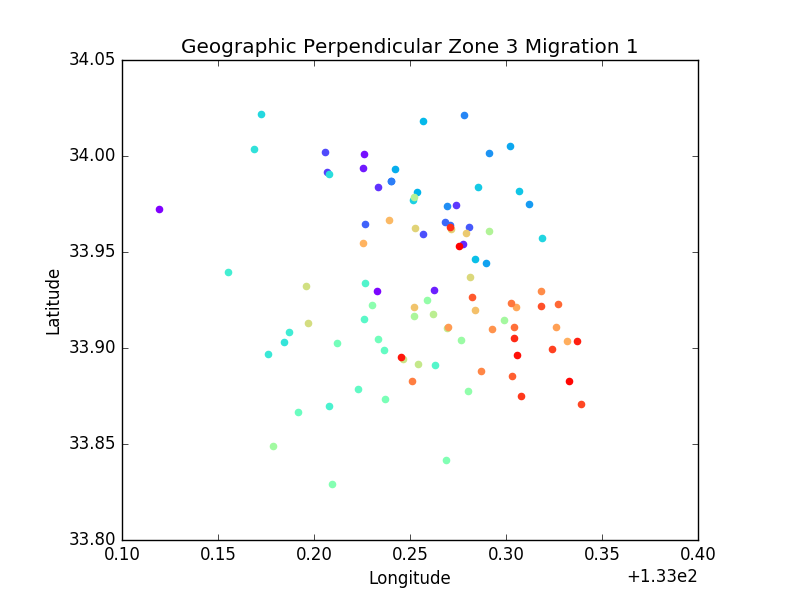 Geographic Perpendicular Zone 3 Migration 1
34.05
34.00
33.95
33.90
33.85
33.80
Latitude
0.10 0.15 0.20 0.25 0.30 0.35 0.40
Longitude
+1.33e2